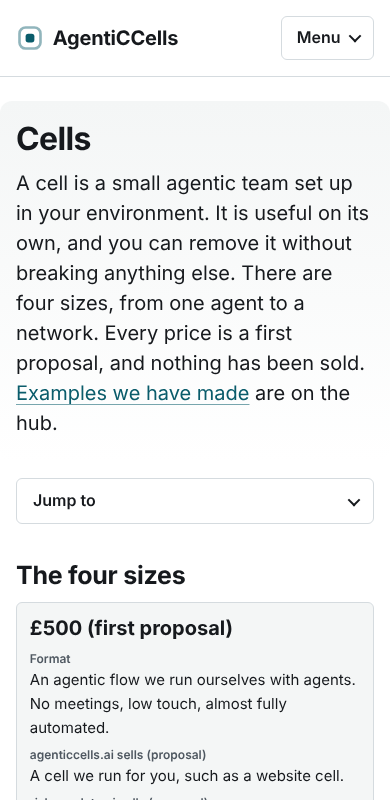 AgentiCCells
Menu
Cells
A cell is a small agentic team set up
in your environment. It is useful on its
own, and you can remove it without
breaking anything else. There are
four sizes, from one agent to a
network. Every price is a first
proposal, and nothing has been sold.
Examples we have made are on the
hub.
Jump to
The four sizes
£500 (first proposal)
Format
An agentic flow we run ourselves with agents.
No meetings, low touch, almost fully
automated.
agenticcells.ai sells (proposal)
A cell we run for you, such as a website cell.